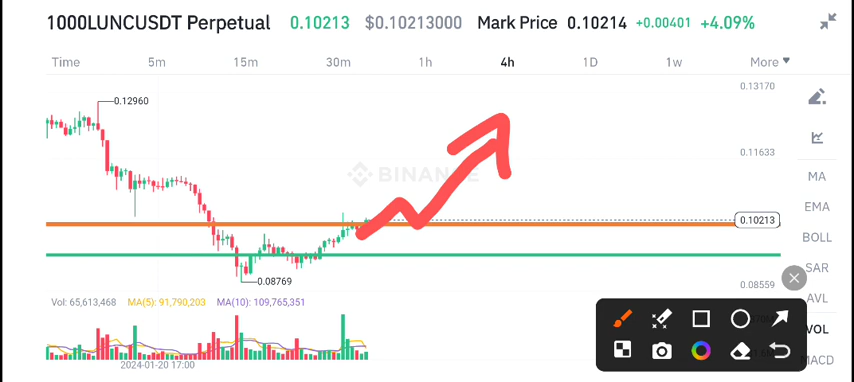 1000LUNCUSDT Perpetual 0.10213 $0.10213000 Mark Price 0.10214 +0.00401 +4.09%
Time 5m 15m 30m 1h 4h 1D 1w More
0.13170
0.12960
0.11633
BINANCE
MA
EMA
0.10213
BOLL
SAR
0.08769
0.08559
AVL
Vol: 65,613,468 MA(5): 91,790,203 MA(10): 109,765,351
VOL
MACD
2024-01-20 17:00